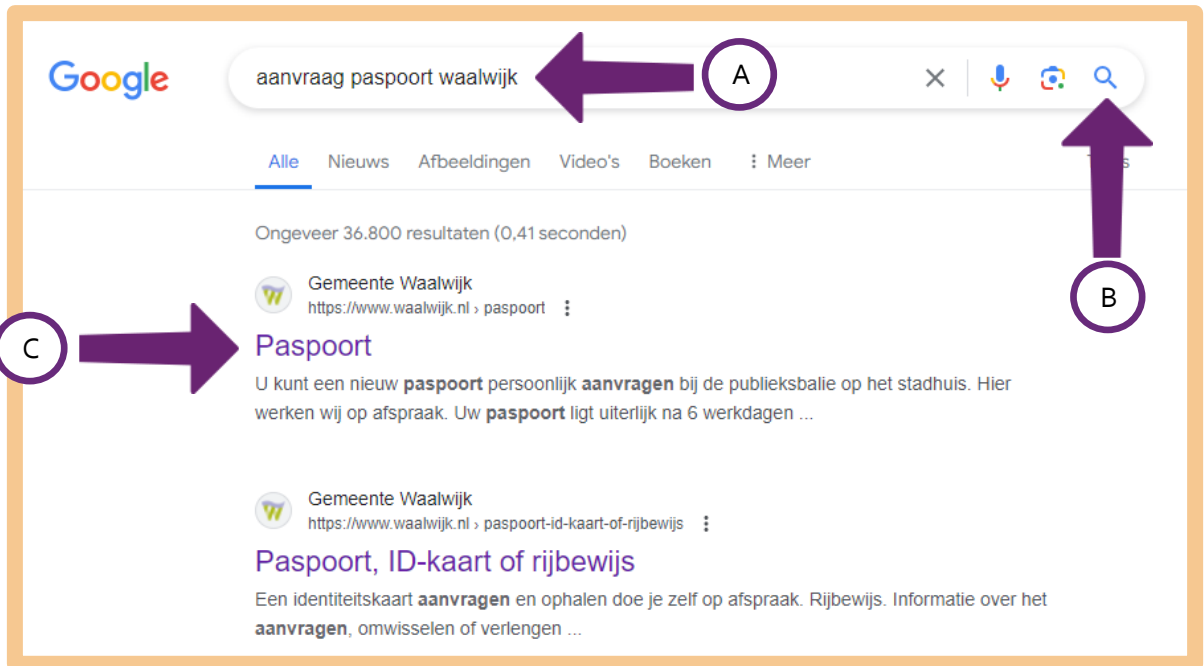 Google
aanvraag paspoort waalwijk
A
Alle Nieuws Afbeeldingen Video's Boeken Meer
B
Ongeveer 36.800 resultaten (0,41 seconden)
Gemeente Waalwijk
https://www.waalwijk.nl › paspoort
C
Paspoort
U kunt een nieuw paspoort persoonlijk aanvragen bij de publieksbalie op het stadhuis. Hier
werken wij op afspraak. Uw paspoort ligt uiterlijk na 6 werkdagen ...
Gemeente Waalwijk
https://www.waalwijk.nl › paspoort-id-kaart-of-rijbewijs
Paspoort, ID-kaart of rijbewijs
Een identiteitskaart aanvragen en ophalen doe je zelf op afspraak. Rijbewijs. Informatie over het
aanvragen, omwisselen of verlengen ...